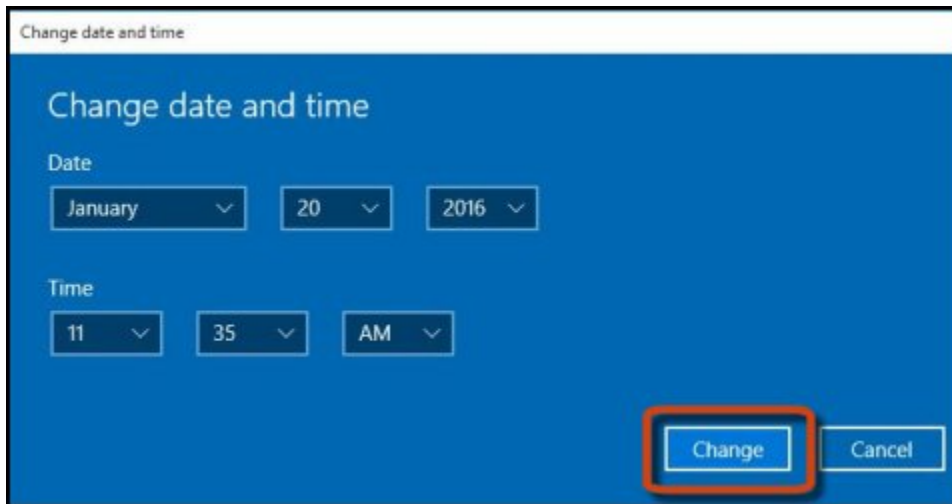 Change date and time
Change date and time
Date
January 20 2016
Time
11 35 AM
Change Cancel